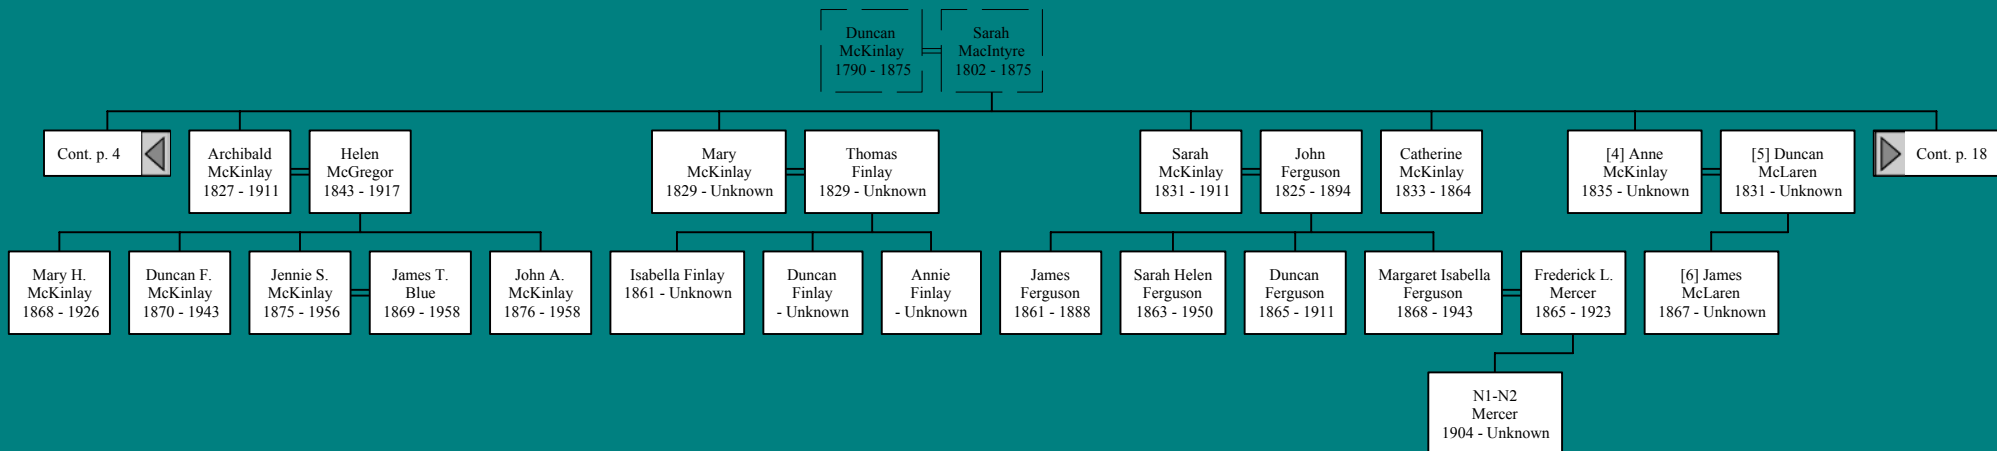 Duncan
McKinlay
1790 - 1875
Sarah
MacIntyre
1802 - 1875
Cont. p. 4
Archibald
McKinlay
1827 - 1911
Helen
McGregor
1843 - 1917
Mary
McKinlay
1829 - Unknown
Thomas
Finlay
1829 - Unknown
Sarah
McKinlay
1831 - 1911
John
Ferguson
1825 - 1894
Catherine
McKinlay
1833 - 1864
[4] Anne
McKinlay
1835 - Unknown
[5] Duncan
McLaren
1831 - Unknown
Cont. p. 18
Mary H.
McKinlay
1868 - 1926
Duncan F.
McKinlay
1870 - 1943
Jennie S.
McKinlay
1875 - 1956
James T.
Blue
1869 - 1958
John A.
McKinlay
1876 - 1958
Isabella Finlay
1861 - Unknown
Duncan
Finlay
- Unknown
Annie
Finlay
- Unknown
James
Ferguson
1861 - 1888
Sarah Helen
Ferguson
1863 - 1950
Duncan
Ferguson
1865 - 1911
Margaret Isabella
Ferguson
1868 - 1943
Frederick L.
Mercer
1865 - 1923
[6] James
McLaren
1867 - Unknown
N1-N2
Mercer
1904 - Unknown